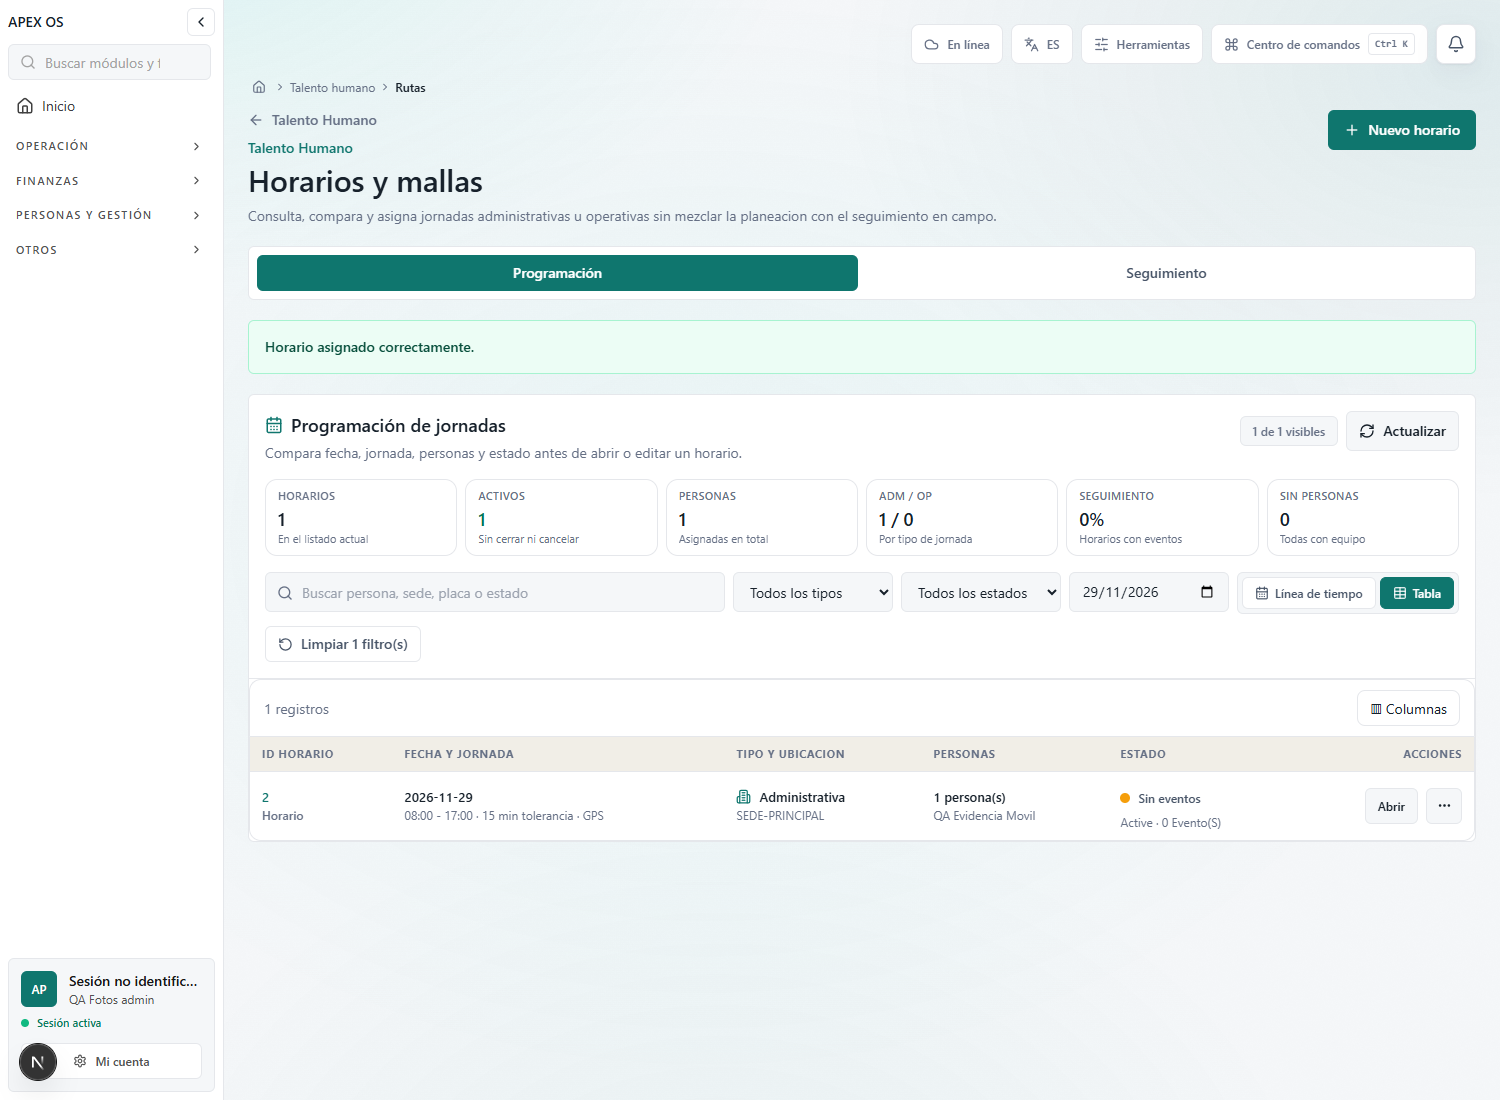 APEX OS
Buscar módulos y f
Inicio
OPERACIÓN
FINANZAS
PERSONAS Y GESTIÓN
OTROS
En línea
ES
Herramientas
Centro de comandos Ctrl K
Talento humano > Rutas
Talento Humano
Talento Humano
Horarios y mallas
Consulta, compara y asigna jornadas administrativas u operativas sin mezclar la planeacion con el seguimiento en campo.
+ Nuevo horario
Programación
Seguimiento
Horario asignado correctamente.
Programación de jornadas
Compara fecha, jornada, personas y estado antes de abrir o editar un horario.
1 de 1 visibles
Actualizar
HORARIOS
1
En el listado actual
ACTIVOS
1
Sin cerrar ni cancelar
PERSONAS
1
Asignadas en total
ADM / OP
1 / 0
Por tipo de jornada
SEGUIMIENTO
0%
Horarios con eventos
SIN PERSONAS
0
Todas con equipo
Buscar persona, sede, placa o estado
Todos los tipos
Todos los estados
29/11/2026
Línea de tiempo
Tabla
Limpiar 1 filtro(s)
1 registros
Columnas
ID HORARIO
FECHA Y JORNADA
TIPO Y UBICACION
PERSONAS
ESTADO
ACCIONES
2
Horario
2026-11-29
08:00 - 17:00 · 15 min tolerancia · GPS
Administrativa
SEDE-PRINCIPAL
1 persona(s)
QA Evidencia Movil
Sin eventos
Active · 0 Evento(S)
Abrir
...
AP
Sesión no identific...
QA Fotos admin
Sesión activa
N
Mi cuenta